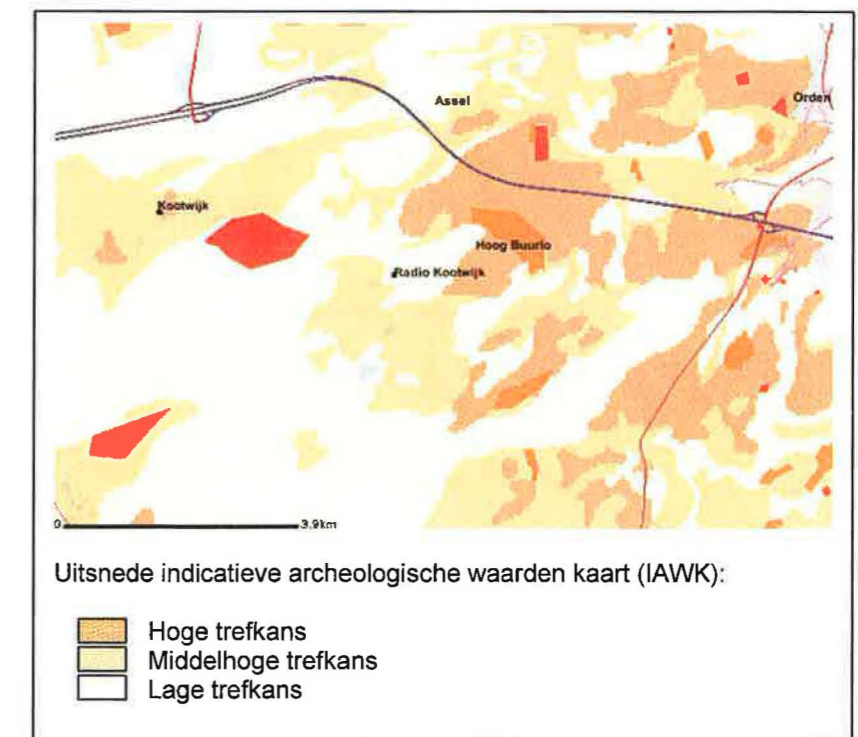 Assel
Orden
Kootwijk
Hoog Buurlo
Radio Kootwijk
0 3,9km
Uitsnede indicatieve archeologische waarden kaart (IAWK):
Hoge trefkans
Middelhoge trefkans
Lage trefkans